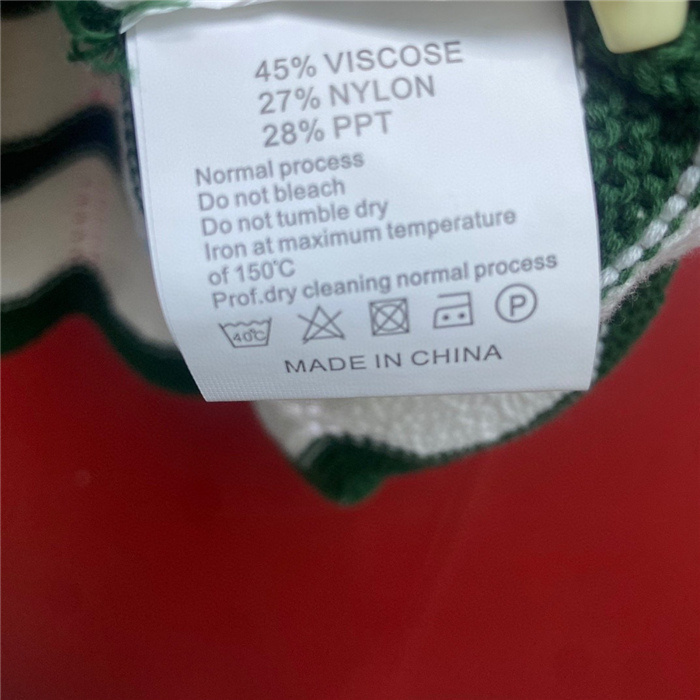 45% VISCOSE
27% NYLON
28% PPT
Normal process
Do not bleach
Do not tumble dry
Iron at maximum temperature
of 150℃
Prof.dry cleaning normal process
40℃ P
MADE IN CHINA